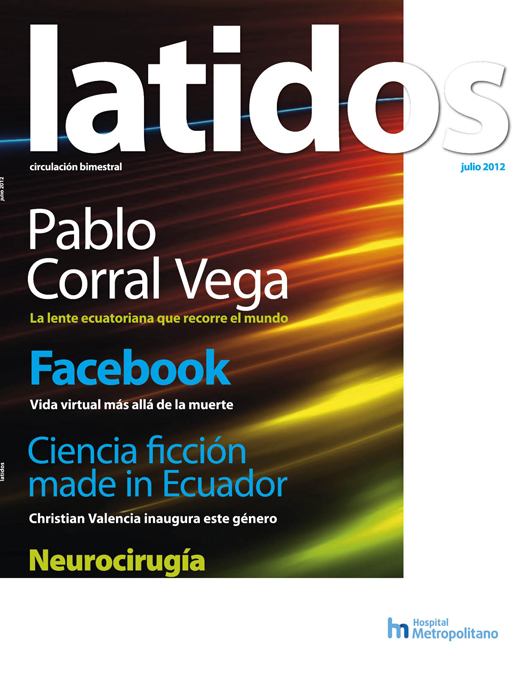 latidos
circulación bimestral
julio 2012
julio 2012
Pablo
Corral Vega
La lente ecuatoriana que recorre el mundo
Facebook
Vida virtual más allá de la muerte
Ciencia ficción
made in Ecuador
latidos
Christian Valencia inaugura este género
Neurocirugía
hm Hospital
Metropolitano